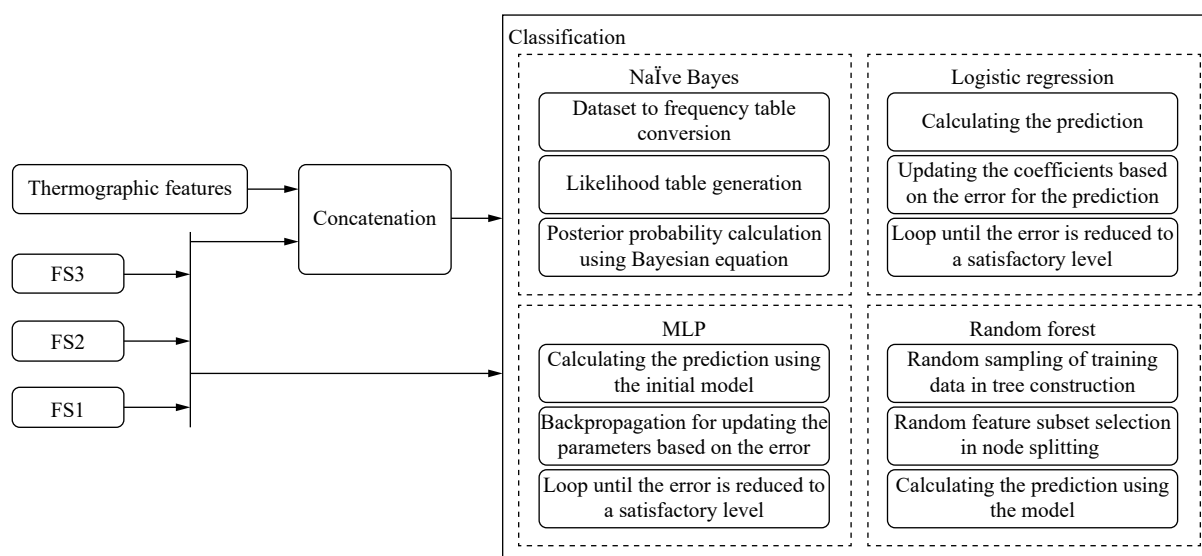 Thermographic features
FS3
FS2
FS1
Concatenation
Classification
NaÏve Bayes
Dataset to frequency table
conversion
Likelihood table generation
Posterior probability calculation
using Bayesian equation
Logistic regression
Calculating the prediction
Updating the coefficients based
on the error for the prediction
Loop until the error is reduced to
a satisfactory level
MLP
Calculating the prediction using
the initial model
Backpropagation for updating the
parameters based on the error
Loop until the error is reduced to
a satisfactory level
Random forest
Random sampling of training
data in tree construction
Random feature subset selection
in node splitting
Calculating the prediction using
the model